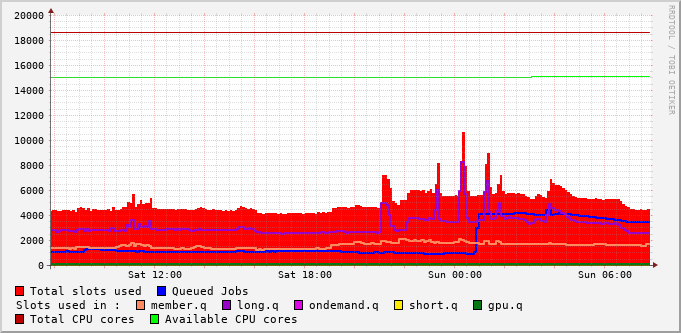 20000
18000
16000
14000
12000
10000
8000
6000
4000
2000
0
Sat 12:00 Sat 18:00 Sun 00:00 Sun 06:00
RRDTOOL / TOBI OETIKER
Total slots used Queued Jobs
Slots used in : member.q long.q ondemand.q short.q gpu.q
Total CPU cores Available CPU cores